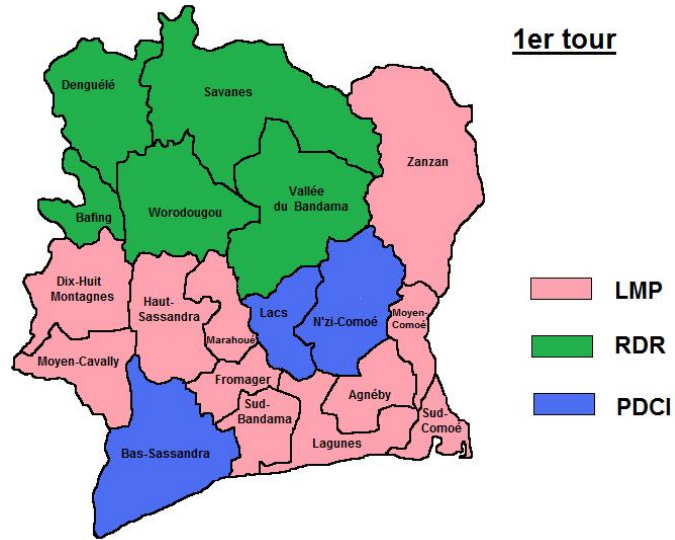 1er tour
Denguélé
Savanes
Zanzan
Bafing
Worodougou
Vallée
du Bandama
Dix-Huit
Montagnes
Haut-
Sassandra
Marahoué
Lacs
N'zi-Comoé
Moyen-
Comoé
Moyen-Cavally
Fromager
Agnéby
Sud-
Bandama
Sud-
Comoé
Lagunes
Bas-Sassandra
LMP
RDR
PDCI